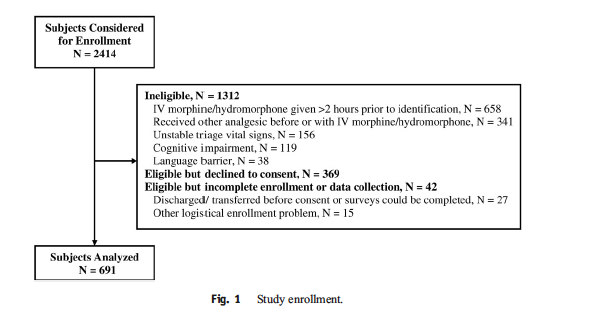 Subjects Considered
for Enrollment
N = 2414
Ineligible, N = 1312
IV morphine/hydromorphone given >2 hours prior to identification, N = 658
Received other analgesic before or with IV morphine/hydromorphone, N = 341
Unstable triage vital signs, N = 156
Cognitive impairment, N = 119
Language barrier, N = 38
Eligible but declined to consent, N = 369
Eligible but incomplete enrollment or data collection, N = 42
Discharged/ transferred before consent or surveys could be completed, N = 27
Other logistical enrollment problem, N = 15
Subjects Analyzed
N = 691
Fig. 1 Study enrollment.